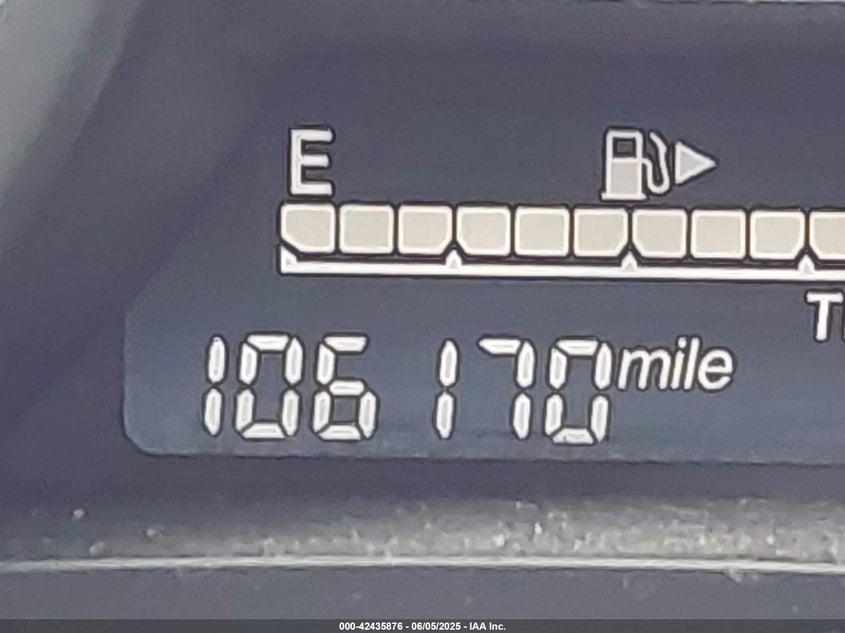 E
T
106170 mile
000-42435876 - 06/05/2025 - IAA Inc.